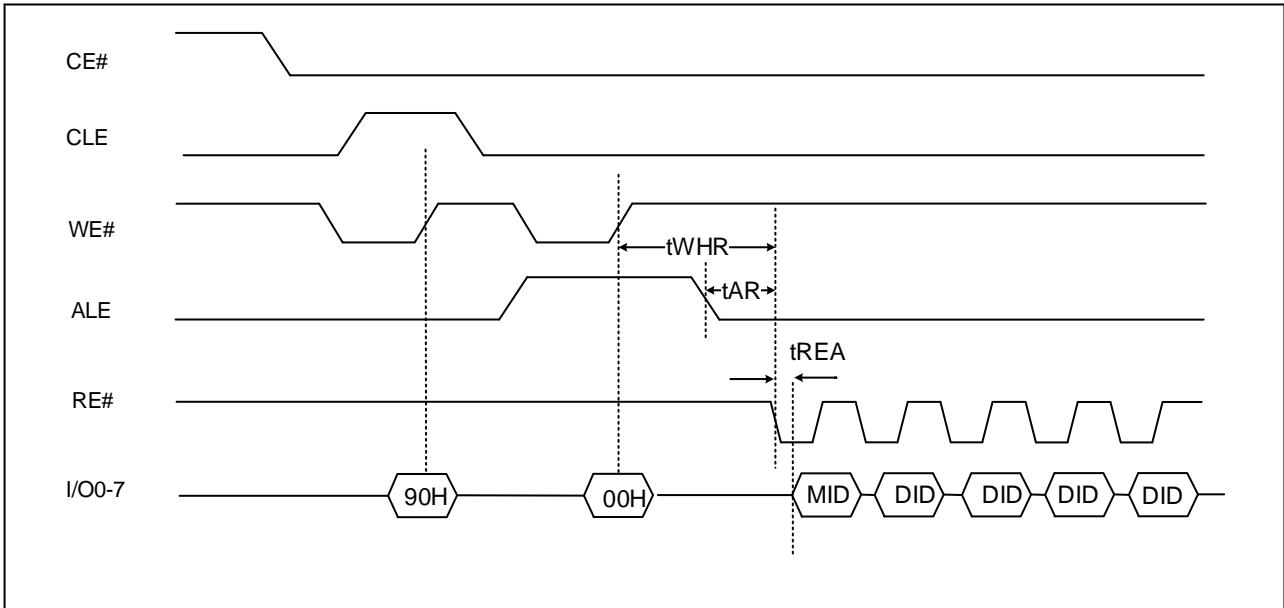 CE#
CLE
WE#
tWHR
ALE
tAR
tREA
RE#
I/O0-7
90H
00H
MID
DID
DID
DID
DID